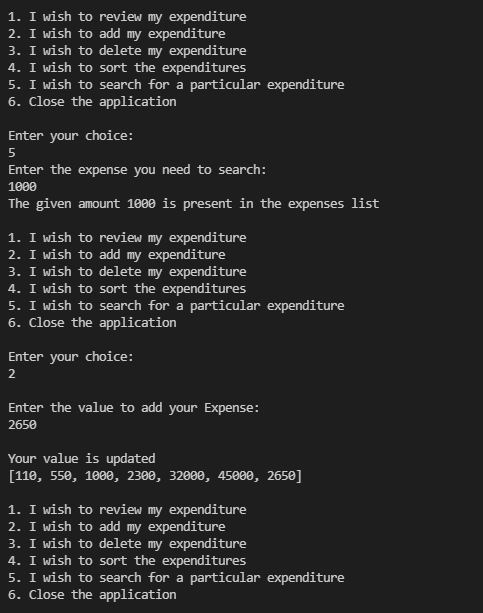 1. I wish to review my expenditure
2. I wish to add my expenditure
3. I wish to delete my expenditure
4. I wish to sort the expenditures
5. I wish to search for a particular expenditure
6. Close the application
Enter your choice:
5
Enter the expense you need to search:
1000
The given amount 1000 is present in the expenses list
1. I wish to review my expenditure
2. I wish to add my expenditure
3. I wish to delete my expenditure
4. I wish to sort the expenditures
5. I wish to search for a particular expenditure
6. Close the application
Enter your choice:
2
Enter the value to add your Expense:
2650
Your value is updated
[110, 550, 1000, 2300, 32000, 45000, 2650]
1. I wish to review my expenditure
2. I wish to add my expenditure
3. I wish to delete my expenditure
4. I wish to sort the expenditures
5. I wish to search for a particular expenditure
6. Close the application